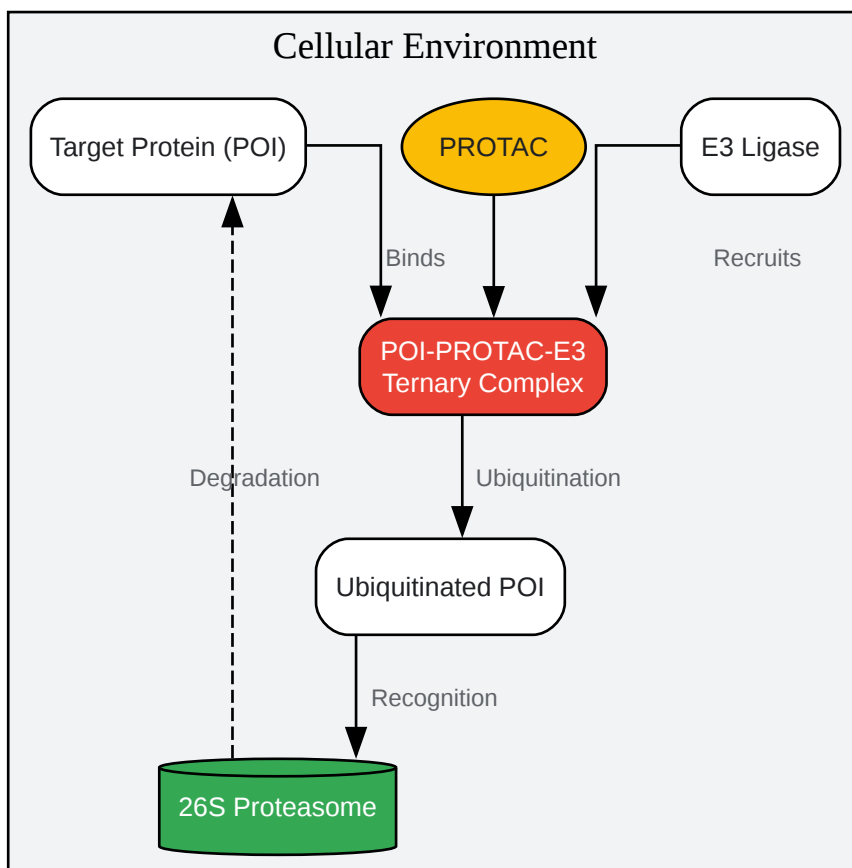 Cellular Environment
Target Protein (POI)
PROTAC
E3 Ligase
Binds
Recruits
POI-PROTAC-E3
Ternary Complex
Degradation
Ubiquitination
Ubiquitinated POI
Recognition
26S Proteasome